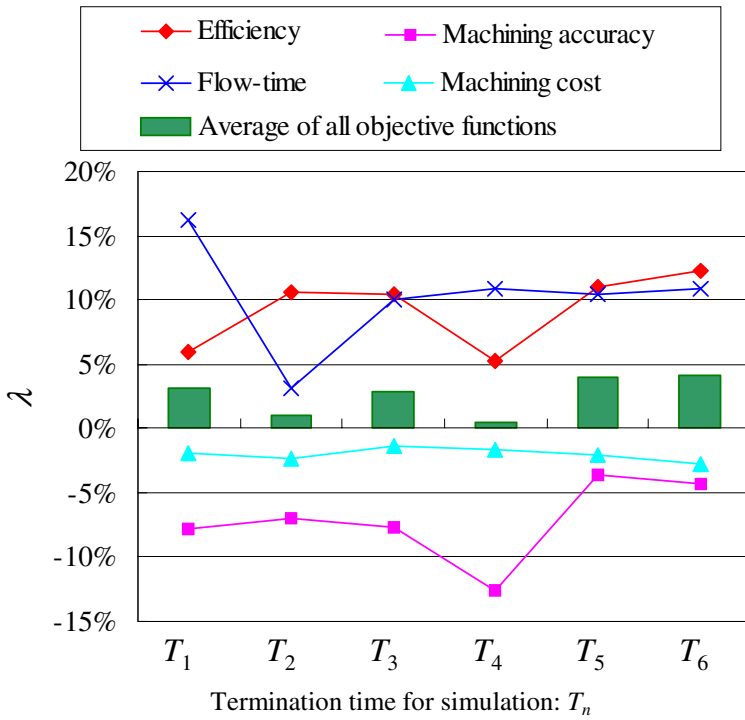 Efficiency
Machining accuracy
Flow-time
Machining cost
Average of all objective functions
20%
15%
10%
5%
0%
-5%
-10%
-15%
λ
T1 T2 T3 T4 T5 T6
Termination time for simulation: Tn